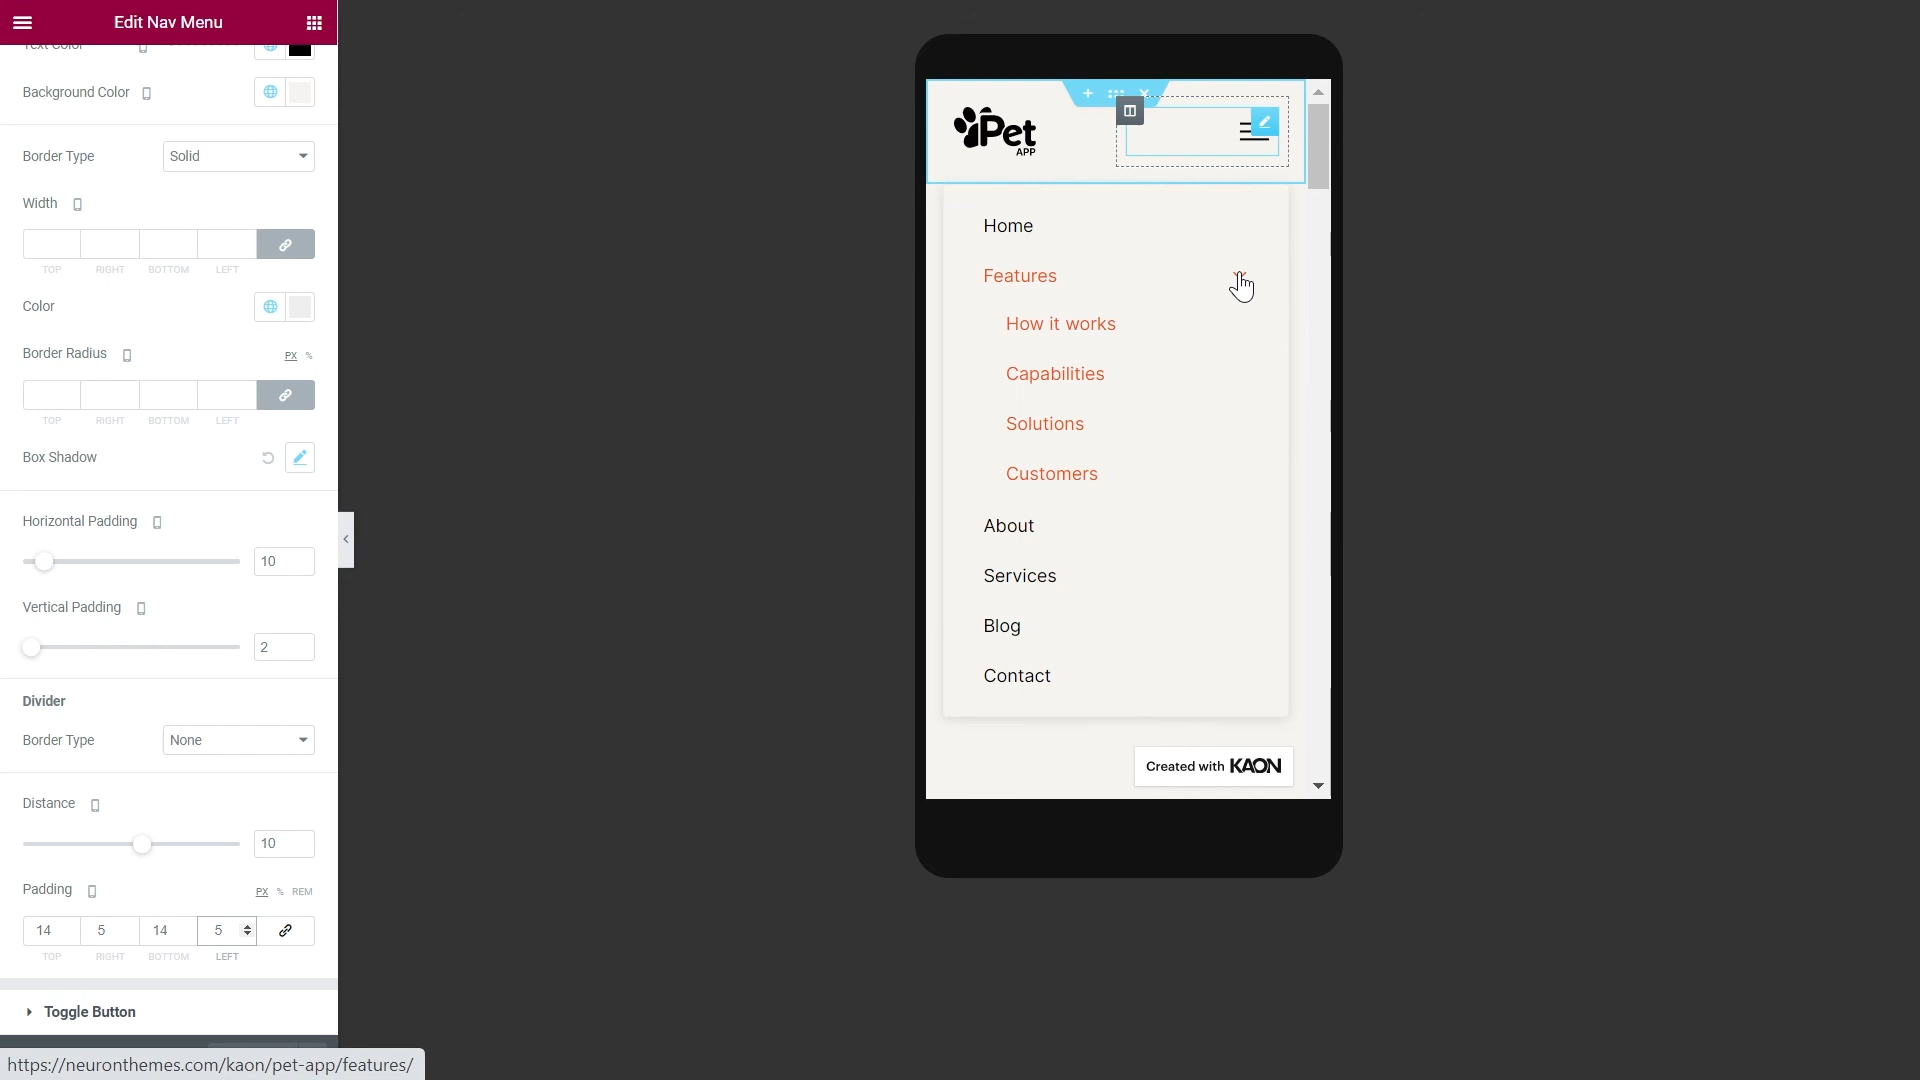 Edit Nav Menu
Text Color
Background Color
Border Type
Solid
Width
TOP RIGHT BOTTOM LEFT
Color
Border Radius
PX %
TOP RIGHT BOTTOM LEFT
Box Shadow
Horizontal Padding
10
Vertical Padding
2
Divider
Border Type
None
Distance
10
Padding
PX % REM
14 5 14 5
TOP RIGHT BOTTOM LEFT
Toggle Button
https://neuronthemes.com/kaon/pet-app/features/
iPet
APP
Home
Features
How it works
Capabilities
Solutions
Customers
About
Services
Blog
Contact
Created with KAON